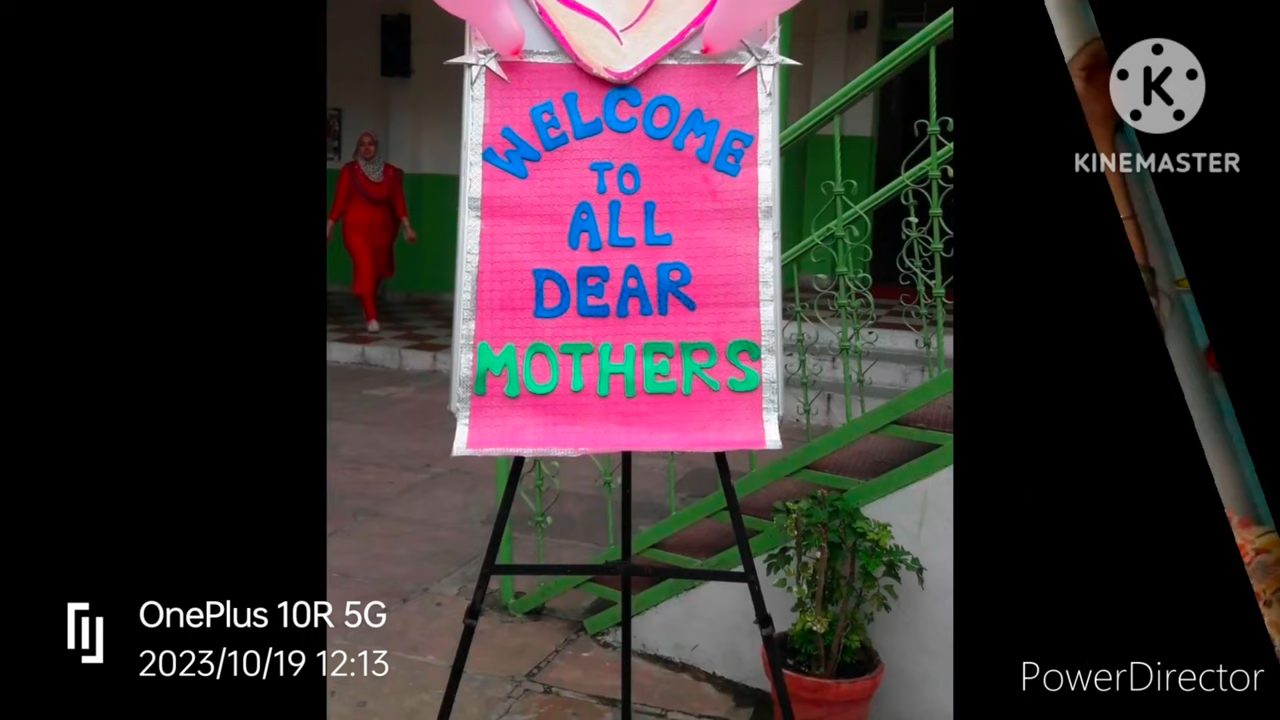 WELCOME
TO
ALL
DEAR
MOTHERS
K
KINEMASTER
OnePlus 10R 5G
2023/10/19 12:13
PowerDirector